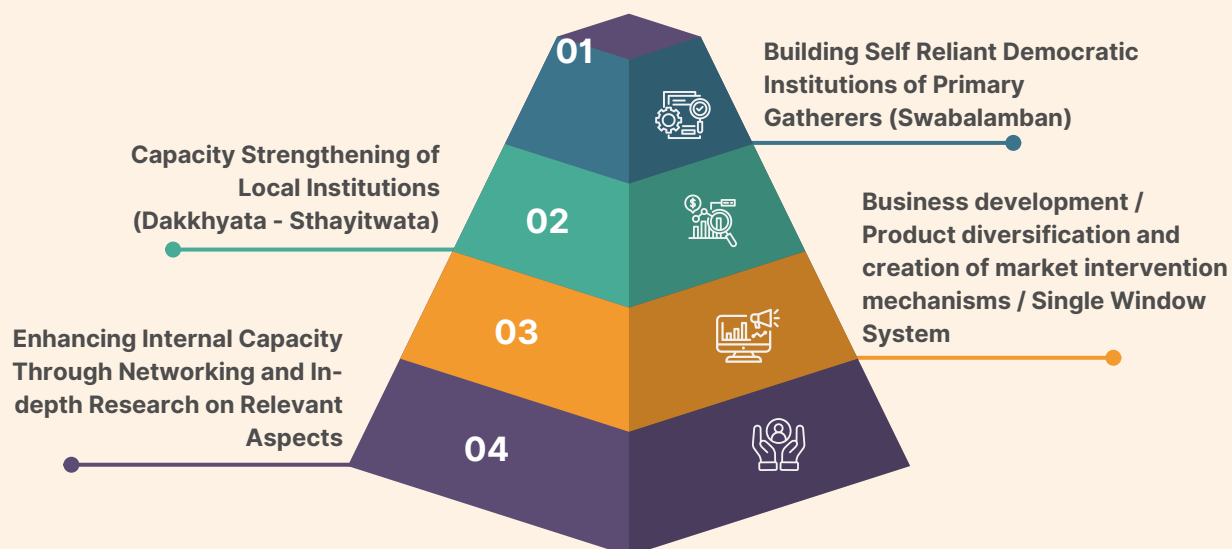 01
Building Self Reliant Democratic
Institutions of Primary
Gatherers (Swabalamban)
Capacity Strengthening of
Local Institutions
(Dakkhyata - Sthayitwata)
02
Business development /
Product diversification and
creation of market intervention
mechanisms / Single Window
System
03
Enhancing Internal Capacity
Through Networking and In-
depth Research on Relevant
Aspects
04
$